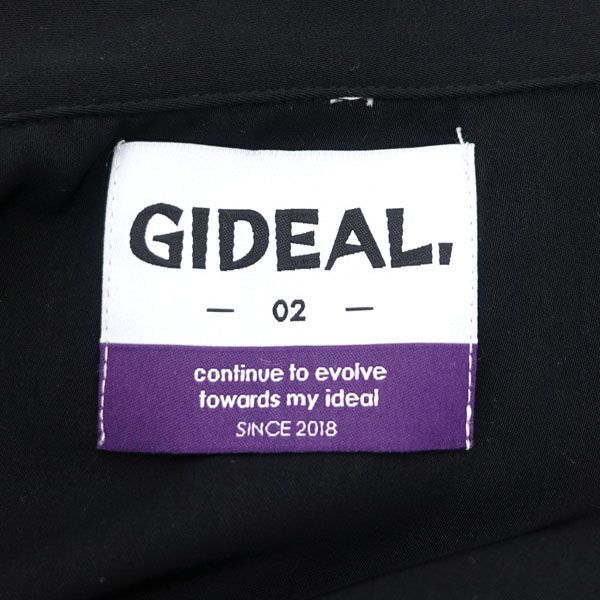 GIDEAL,
— 02 —
continue to evolve
towards my ideal
SINCE 2018